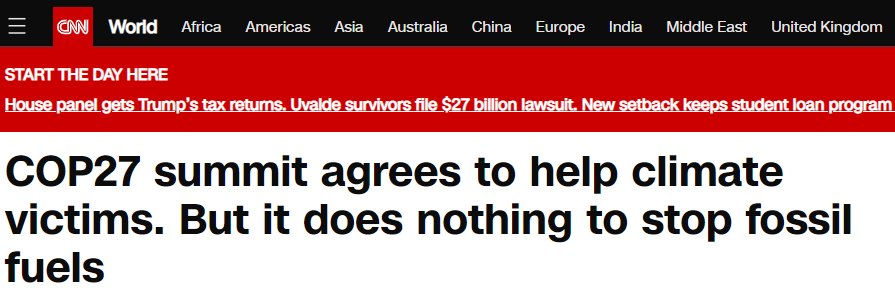 CNN World Africa Americas Asia Australia China Europe India Middle East United Kingdom
START THE DAY HERE
House panel gets Trump's tax returns. Uvalde survivors file $27 billion lawsuit. New setback keeps student loan program
COP27 summit agrees to help climate
victims. But it does nothing to stop fossil
fuels